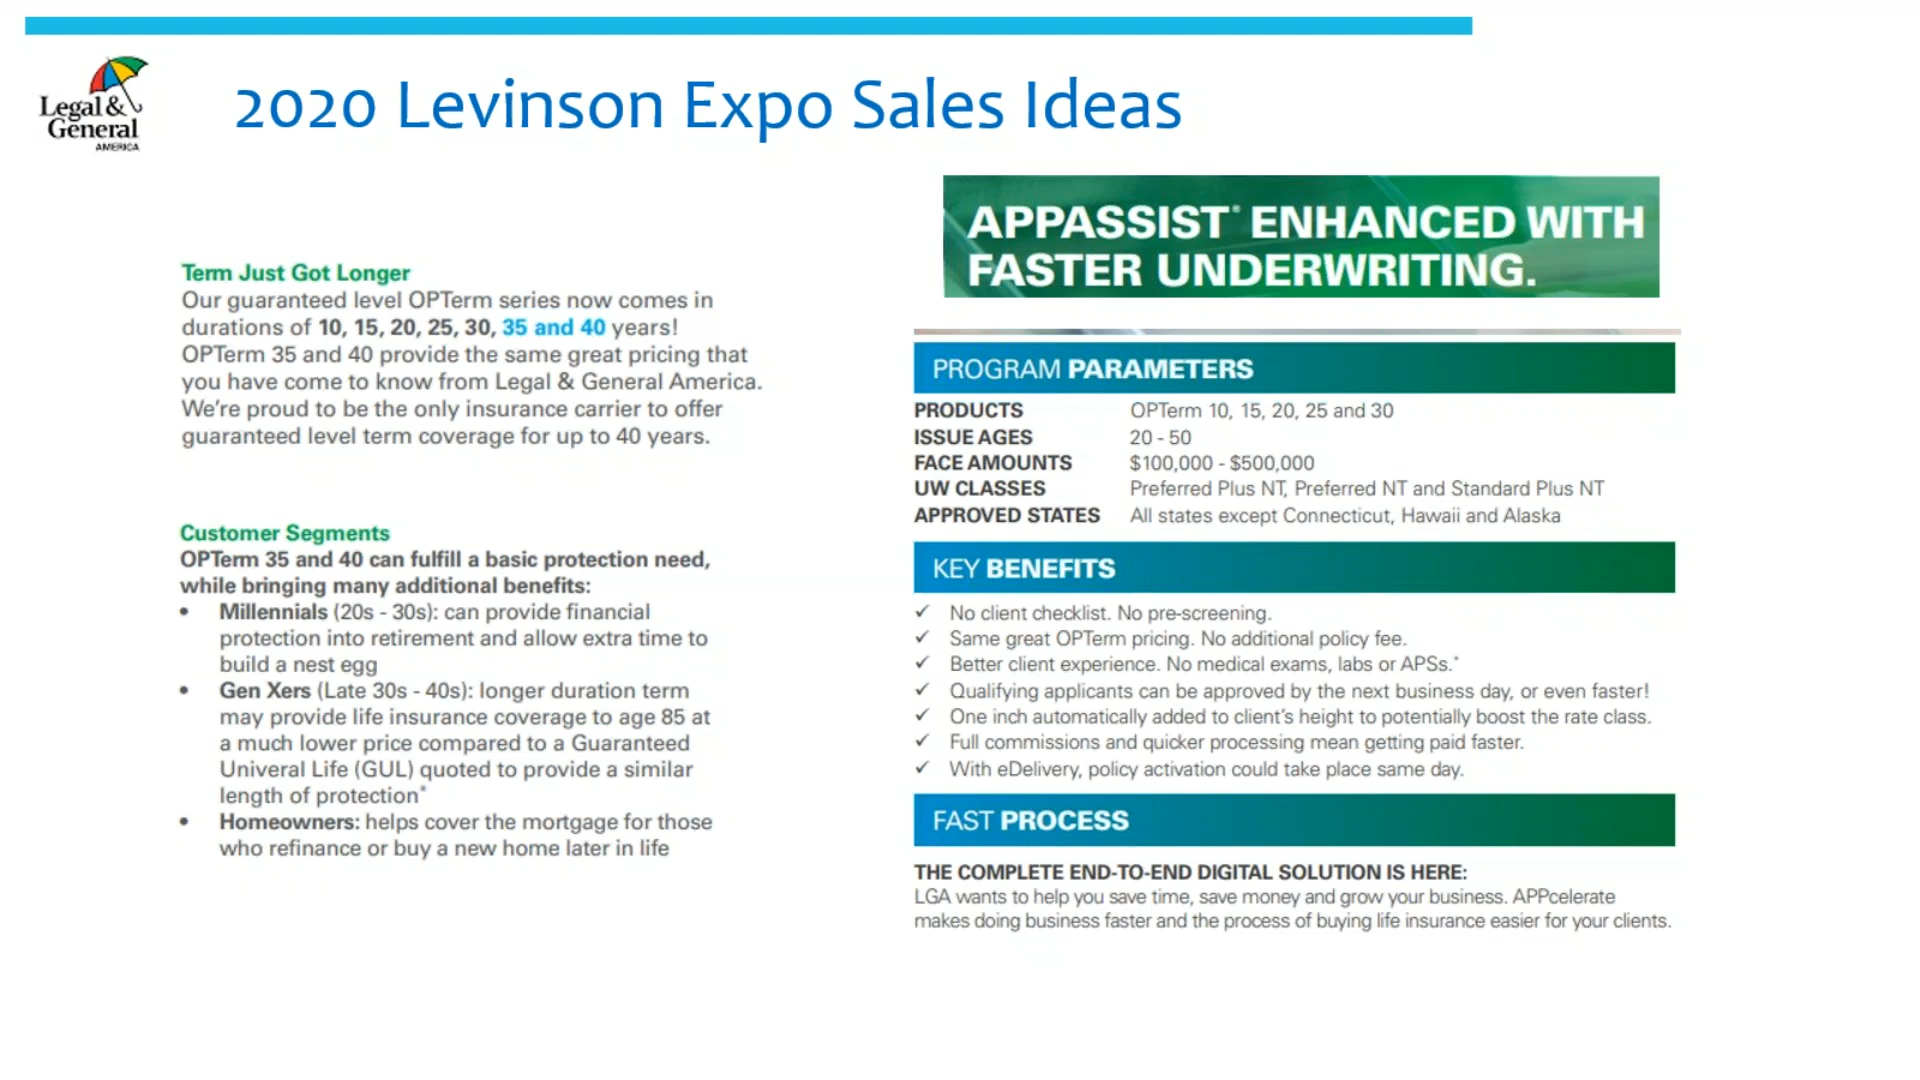 Legal &
General
AMERICA
2020 Levinson Expo Sales Ideas
Term Just Got Longer
Our guaranteed level OPTerm series now comes in
durations of 10, 15, 20, 25, 30, 35 and 40 years!
OPTerm 35 and 40 provide the same great pricing that
you have come to know from Legal & General America.
We're proud to be the only insurance carrier to offer
guaranteed level term coverage for up to 40 years.
Customer Segments
OPTerm 35 and 40 can fulfill a basic protection need,
while bringing many additional benefits:
• Millennials (20s - 30s): can provide financial
protection into retirement and allow extra time to
build a nest egg
• Gen Xers (Late 30s - 40s): longer duration term
may provide life insurance coverage to age 85 at
a much lower price compared to a Guaranteed
Univeral Life (GUL) quoted to provide a similar
length of protection*
• Homeowners: helps cover the mortgage for those
who refinance or buy a new home later in life
APPASSIST® ENHANCED WITH
FASTER UNDERWRITING.
PROGRAM PARAMETERS
PRODUCTS OPTerm 10, 15, 20, 25 and 30
ISSUE AGES 20 - 50
FACE AMOUNTS $100,000 - $500,000
UW CLASSES Preferred Plus NT, Preferred NT and Standard Plus NT
APPROVED STATES All states except Connecticut, Hawaii and Alaska
KEY BENEFITS
✓ No client checklist. No pre-screening.
✓ Same great OPTerm pricing. No additional policy fee.
✓ Better client experience. No medical exams, labs or APSs.*
✓ Qualifying applicants can be approved by the next business day, or even faster!
✓ One inch automatically added to client's height to potentially boost the rate class.
✓ Full commissions and quicker processing mean getting paid faster.
✓ With eDelivery, policy activation could take place same day.
FAST PROCESS
THE COMPLETE END-TO-END DIGITAL SOLUTION IS HERE:
LGA wants to help you save time, save money and grow your business. APPcelerate
makes doing business faster and the process of buying life insurance easier for your clients.